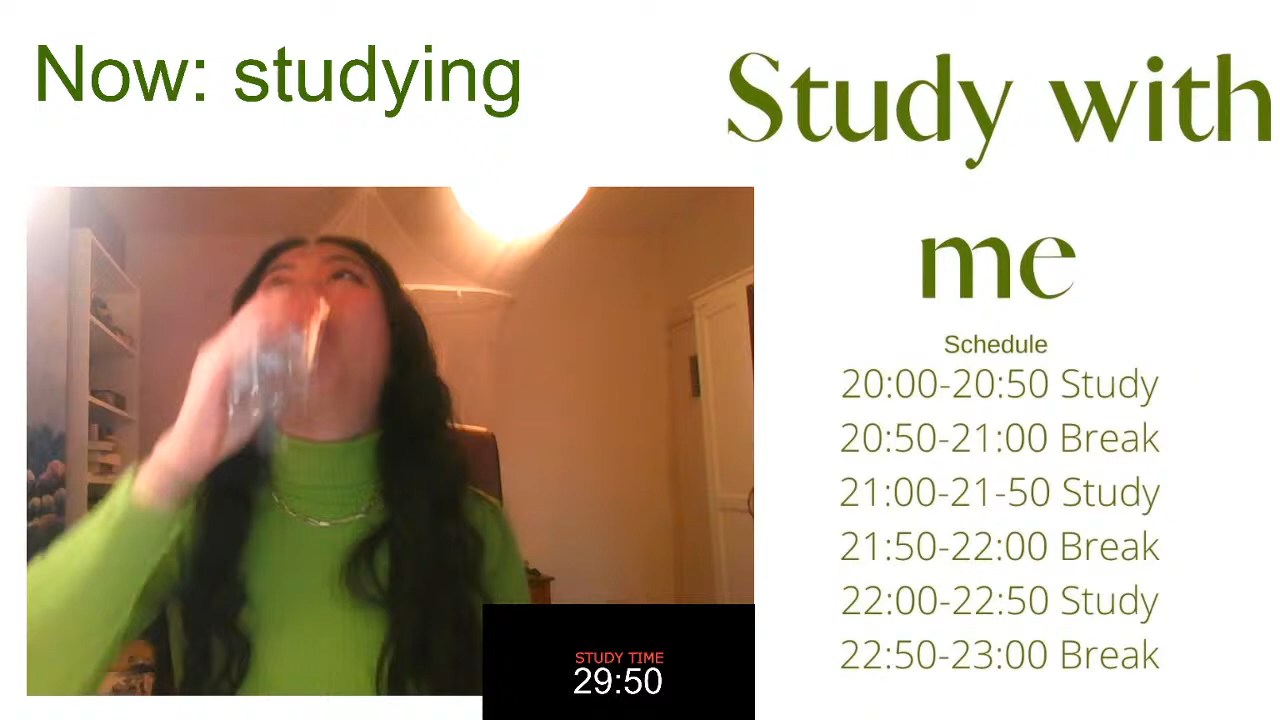 Now: studying
Study with
me
Schedule
20:00-20:50 Study
20:50-21:00 Break
21:00-21-50 Study
21:50-22:00 Break
22:00-22:50 Study
22:50-23:00 Break
STUDY TIME
29:50